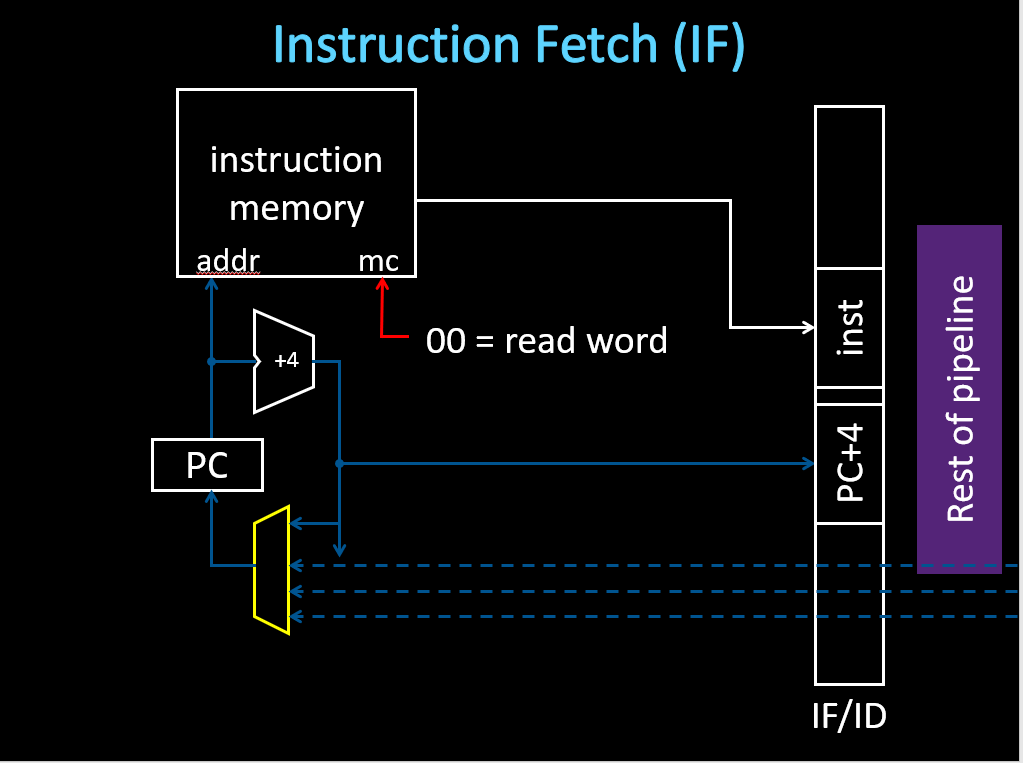 Instruction Fetch (IF)
instruction
memory
addr
mc
00 = read word
+4
PC
inst
PC+4
Rest of pipeline
IF/ID